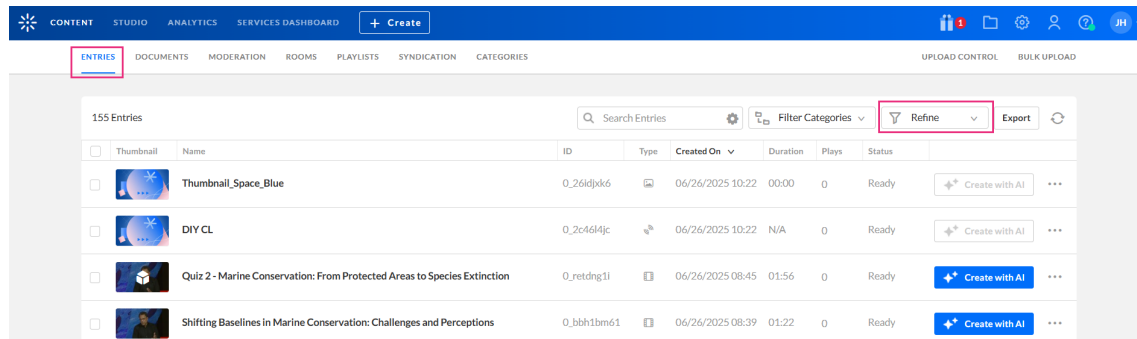 CONTENT STUDIO ANALYTICS SERVICES DASHBOARD + Create 1 JH
ENTRIES DOCUMENTS MODERATION ROOMS PLAYLISTS SYNDICATION CATEGORIES UPLOAD CONTROL BULK UPLOAD
155 Entries Search Entries Filter Categories Refine Export
Thumbnail Name ID Type Created On Duration Plays Status
Thumbnail_Space_Blue 0_26idjxk6 06/26/2025 10:22 00:00 0 Ready Create with AI
DIY CL 0_2c46l4jc 06/26/2025 10:22 N/A 0 Ready Create with AI
Quiz 2 - Marine Conservation: From Protected Areas to Species Extinction 0_retdng1i 06/26/2025 08:45 01:56 0 Ready Create with AI
Shifting Baselines in Marine Conservation: Challenges and Perceptions 0_bbh1bm61 06/26/2025 08:39 01:22 0 Ready Create with AI